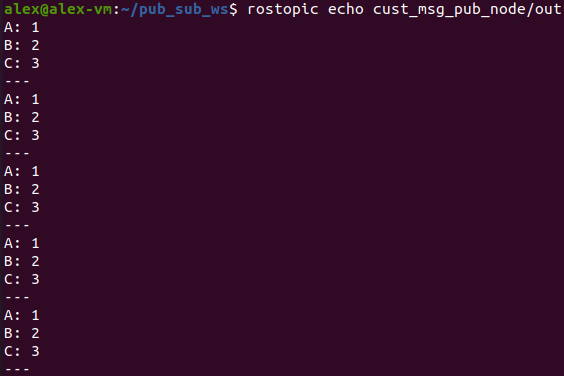 alex@alex-vm:~/pub_sub_ws$ rostopic echo cust_msg_pub_node/out
A: 1
B: 2
C: 3
---
A: 1
B: 2
C: 3
---
A: 1
B: 2
C: 3
---
A: 1
B: 2
C: 3
---
A: 1
B: 2
C: 3
---